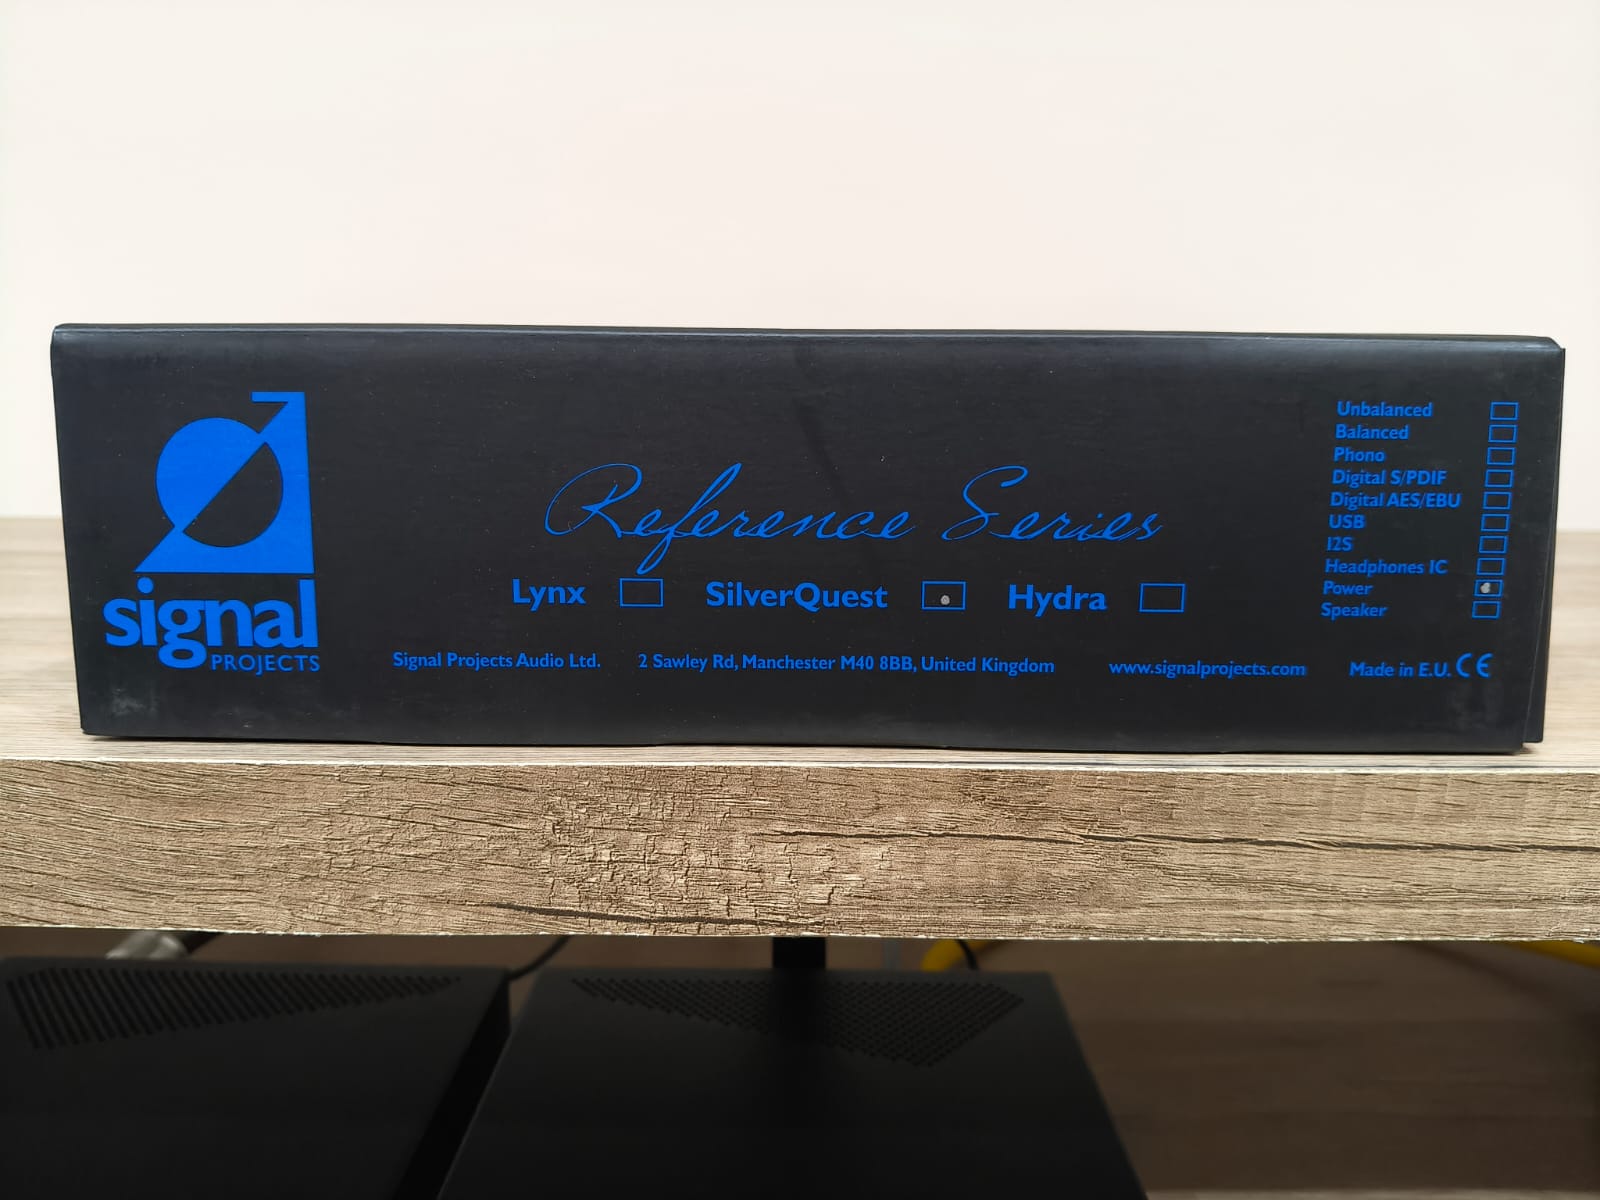 signal
PROJECTS
Reference Series
Lynx SilverQuest Hydra
Signal Projects Audio Ltd. 2 Sawley Rd, Manchester M40 8BB, United Kingdom www.signalprojects.com Made in E.U. CE
Unbalanced
Balanced
Phono
Digital S/PDIF
Digital AES/EBU
USB
I2S
Headphones IC
Power
Speaker